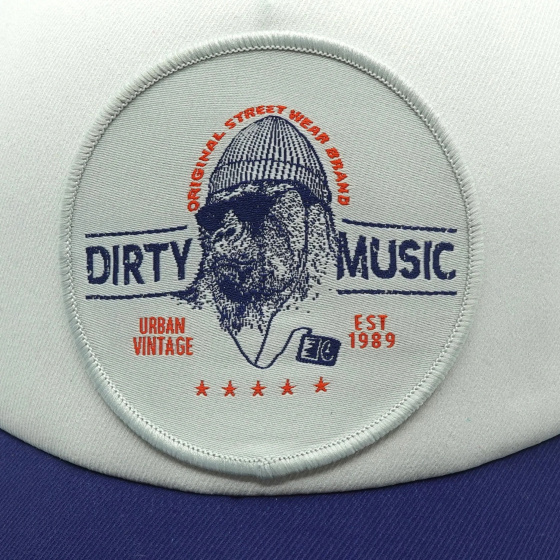 ORIGINAL STREET WEAR BRAND
DIRTY MUSIC
URBAN
VINTAGE
EST
1989